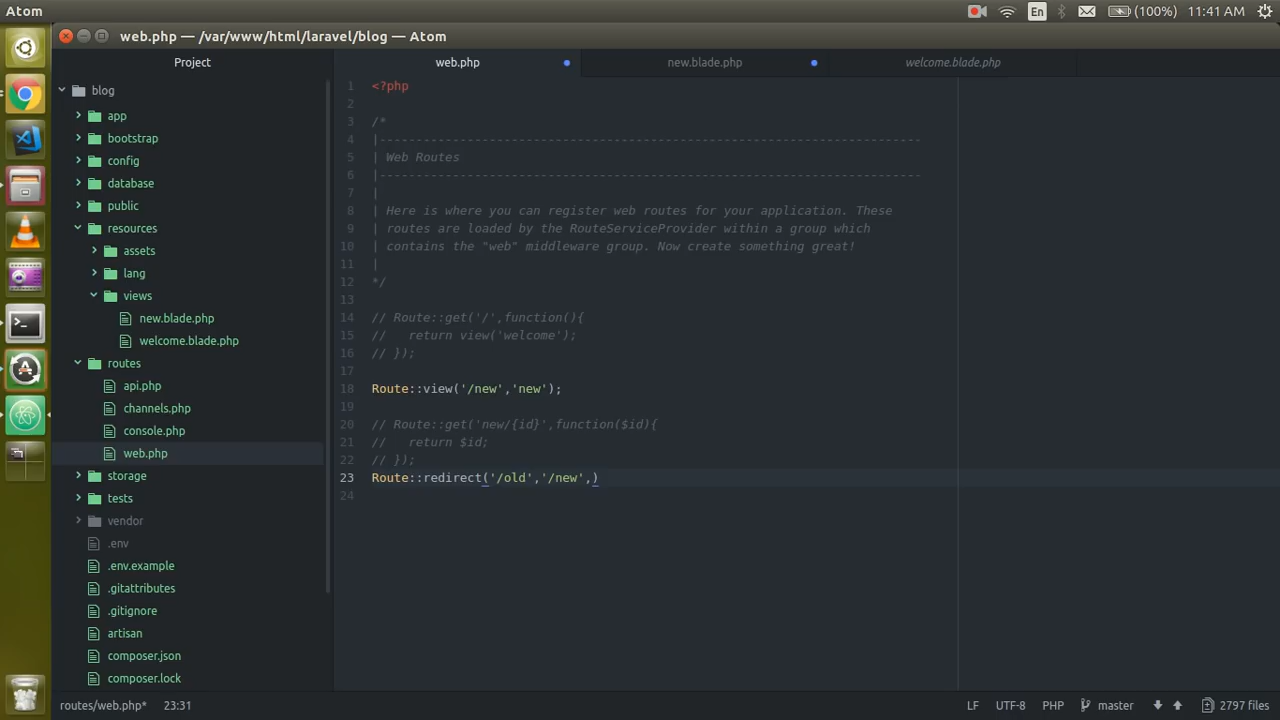 Atom
En
(100%)
11:41 AM
web.php — /var/www/html/laravel/blog — Atom
Project
web.php
new.blade.php
welcome.blade.php
blog
app
bootstrap
config
database
public
resources
assets
lang
views
new.blade.php
welcome.blade.php
routes
api.php
channels.php
console.php
web.php
storage
tests
vendor
.env
.env.example
.gitattributes
.gitignore
artisan
composer.json
composer.lock
1 <?php
2
3 /*
4 |--------------------------------------------------------------------------
5 | Web Routes
6 |--------------------------------------------------------------------------
7 |
8 | Here is where you can register web routes for your application. These
9 | routes are loaded by the RouteServiceProvider within a group which
10 | contains the "web" middleware group. Now create something great!
11 |
12 */
13
14 // Route::get('/',function(){
15 //   return view('welcome');
16 // });
17
18 Route::view('/new','new');
19
20 // Route::get('new/{id}',function($id){
21 //   return $id;
22 // });
23 Route::redirect('/old','/new',)
24
routes/web.php* 23:31
LF UTF-8 PHP master 2797 files